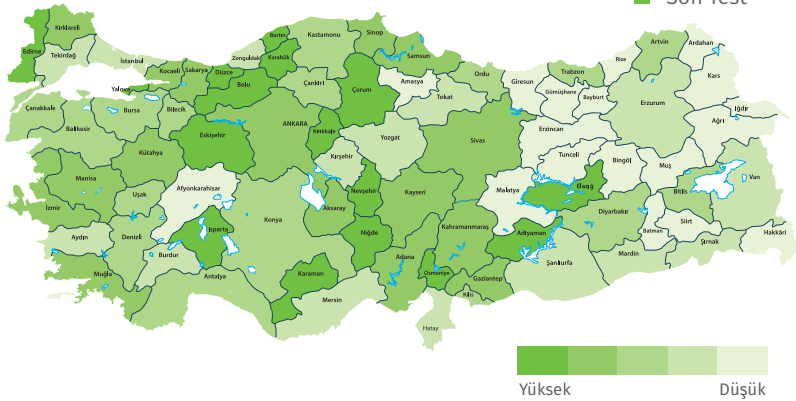 Son Test
Kırklareli
Edirne
Tekirdağ
İstanbul
Kocaeli
Sakarya
Düzce
Zonguldak
Bartın
Karabük
Kastamonu
Sinop
Samsun
Ordu
Giresun
Trabzon
Rize
Artvin
Ardahan
Kars
Iğdır
Ağrı
Yalova
Bolu
Çankırı
Çorum
Amasya
Tokat
Gümüşhane
Bayburt
Erzurum
Çanakkale
Balıkesir
Bursa
Bilecik
Eskişehir
ANKARA
Kırıkkale
Yozgat
Sivas
Erzincan
Tunceli
Bingöl
Muş
Bitlis
Van
Kütahya
Manisa
Uşak
Afyonkarahisar
Kırşehir
Nevşehir
Kayseri
Malatya
Elazığ
Diyarbakır
Batman
Siirt
Şırnak
Hakkâri
İzmir
Aydın
Denizli
Isparta
Burdur
Konya
Aksaray
Niğde
Kahramanmaraş
Adıyaman
Şanlıurfa
Mardin
Muğla
Antalya
Karaman
Mersin
Adana
Osmaniye
Gaziantep
Kilis
Hatay
Yüksek
Düşük